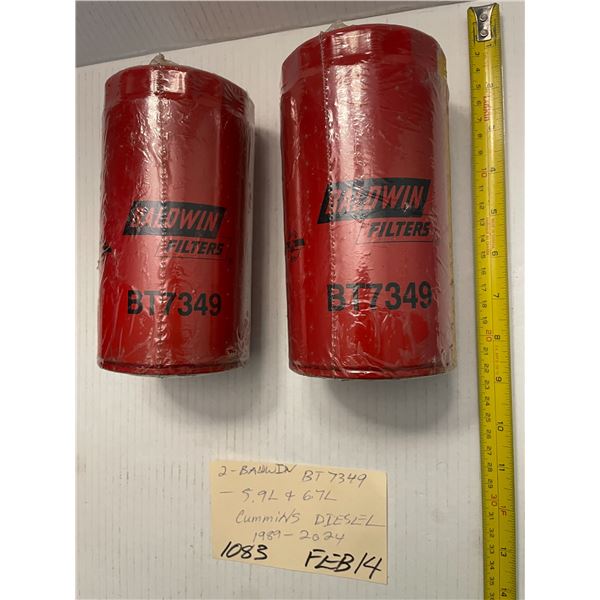 BALDWIN
FILTERS
BT7349
BALDWIN
FILTERS
BT7349
2-BALDWIN BT7349
- 5.9L & 6.7L
CUMMINS DIESEL
1989-2024
1083 FEB14